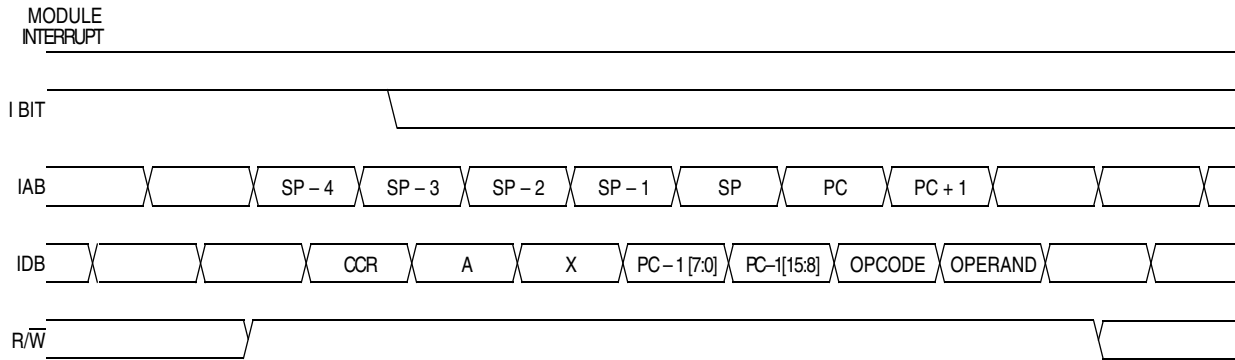 MODULE
INTERRUPT
I BIT
IAB SP – 4 SP – 3 SP – 2 SP – 1 SP PC PC + 1
IDB CCR A X PC – 1 [7:0] PC–1[15:8] OPCODE OPERAND
R/W̅